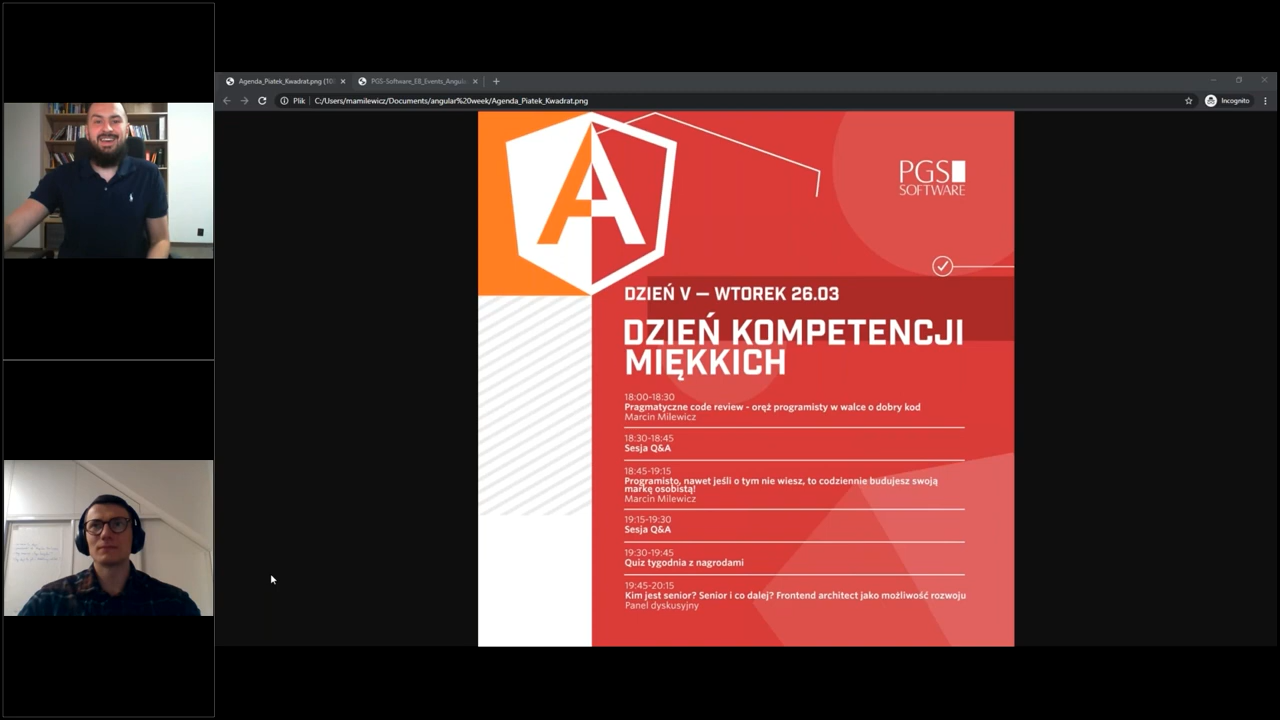 Agenda_Piatek_Kwadrat.png (10
PGS-Software_EB_Events_Angula
Plik
C:/Users/mamilewicz/Documents/angular%20week/Agenda_Piatek_Kwadrat.png
Incognito
PGS
SOFTWARE
DZIEŃ V — WTOREK 26.03
DZIEŃ KOMPETENCJI
MIĘKKICH
18:00-18:30
Pragmatyczne code review - oręż programisty w walce o dobry kod
Marcin Milewicz
18:30-18:45
Sesja Q&A
18:45-19:15
Programisto, nawet jeśli o tym nie wiesz, to codziennie budujesz swoją
markę osobistą!
Marcin Milewicz
19:15-19:30
Sesja Q&A
19:30-19:45
Quiz tygodnia z nagrodami
19:45-20:15
Kim jest senior? Senior i co dalej? Frontend architect jako możliwość rozwoju
Panel dyskusyjny